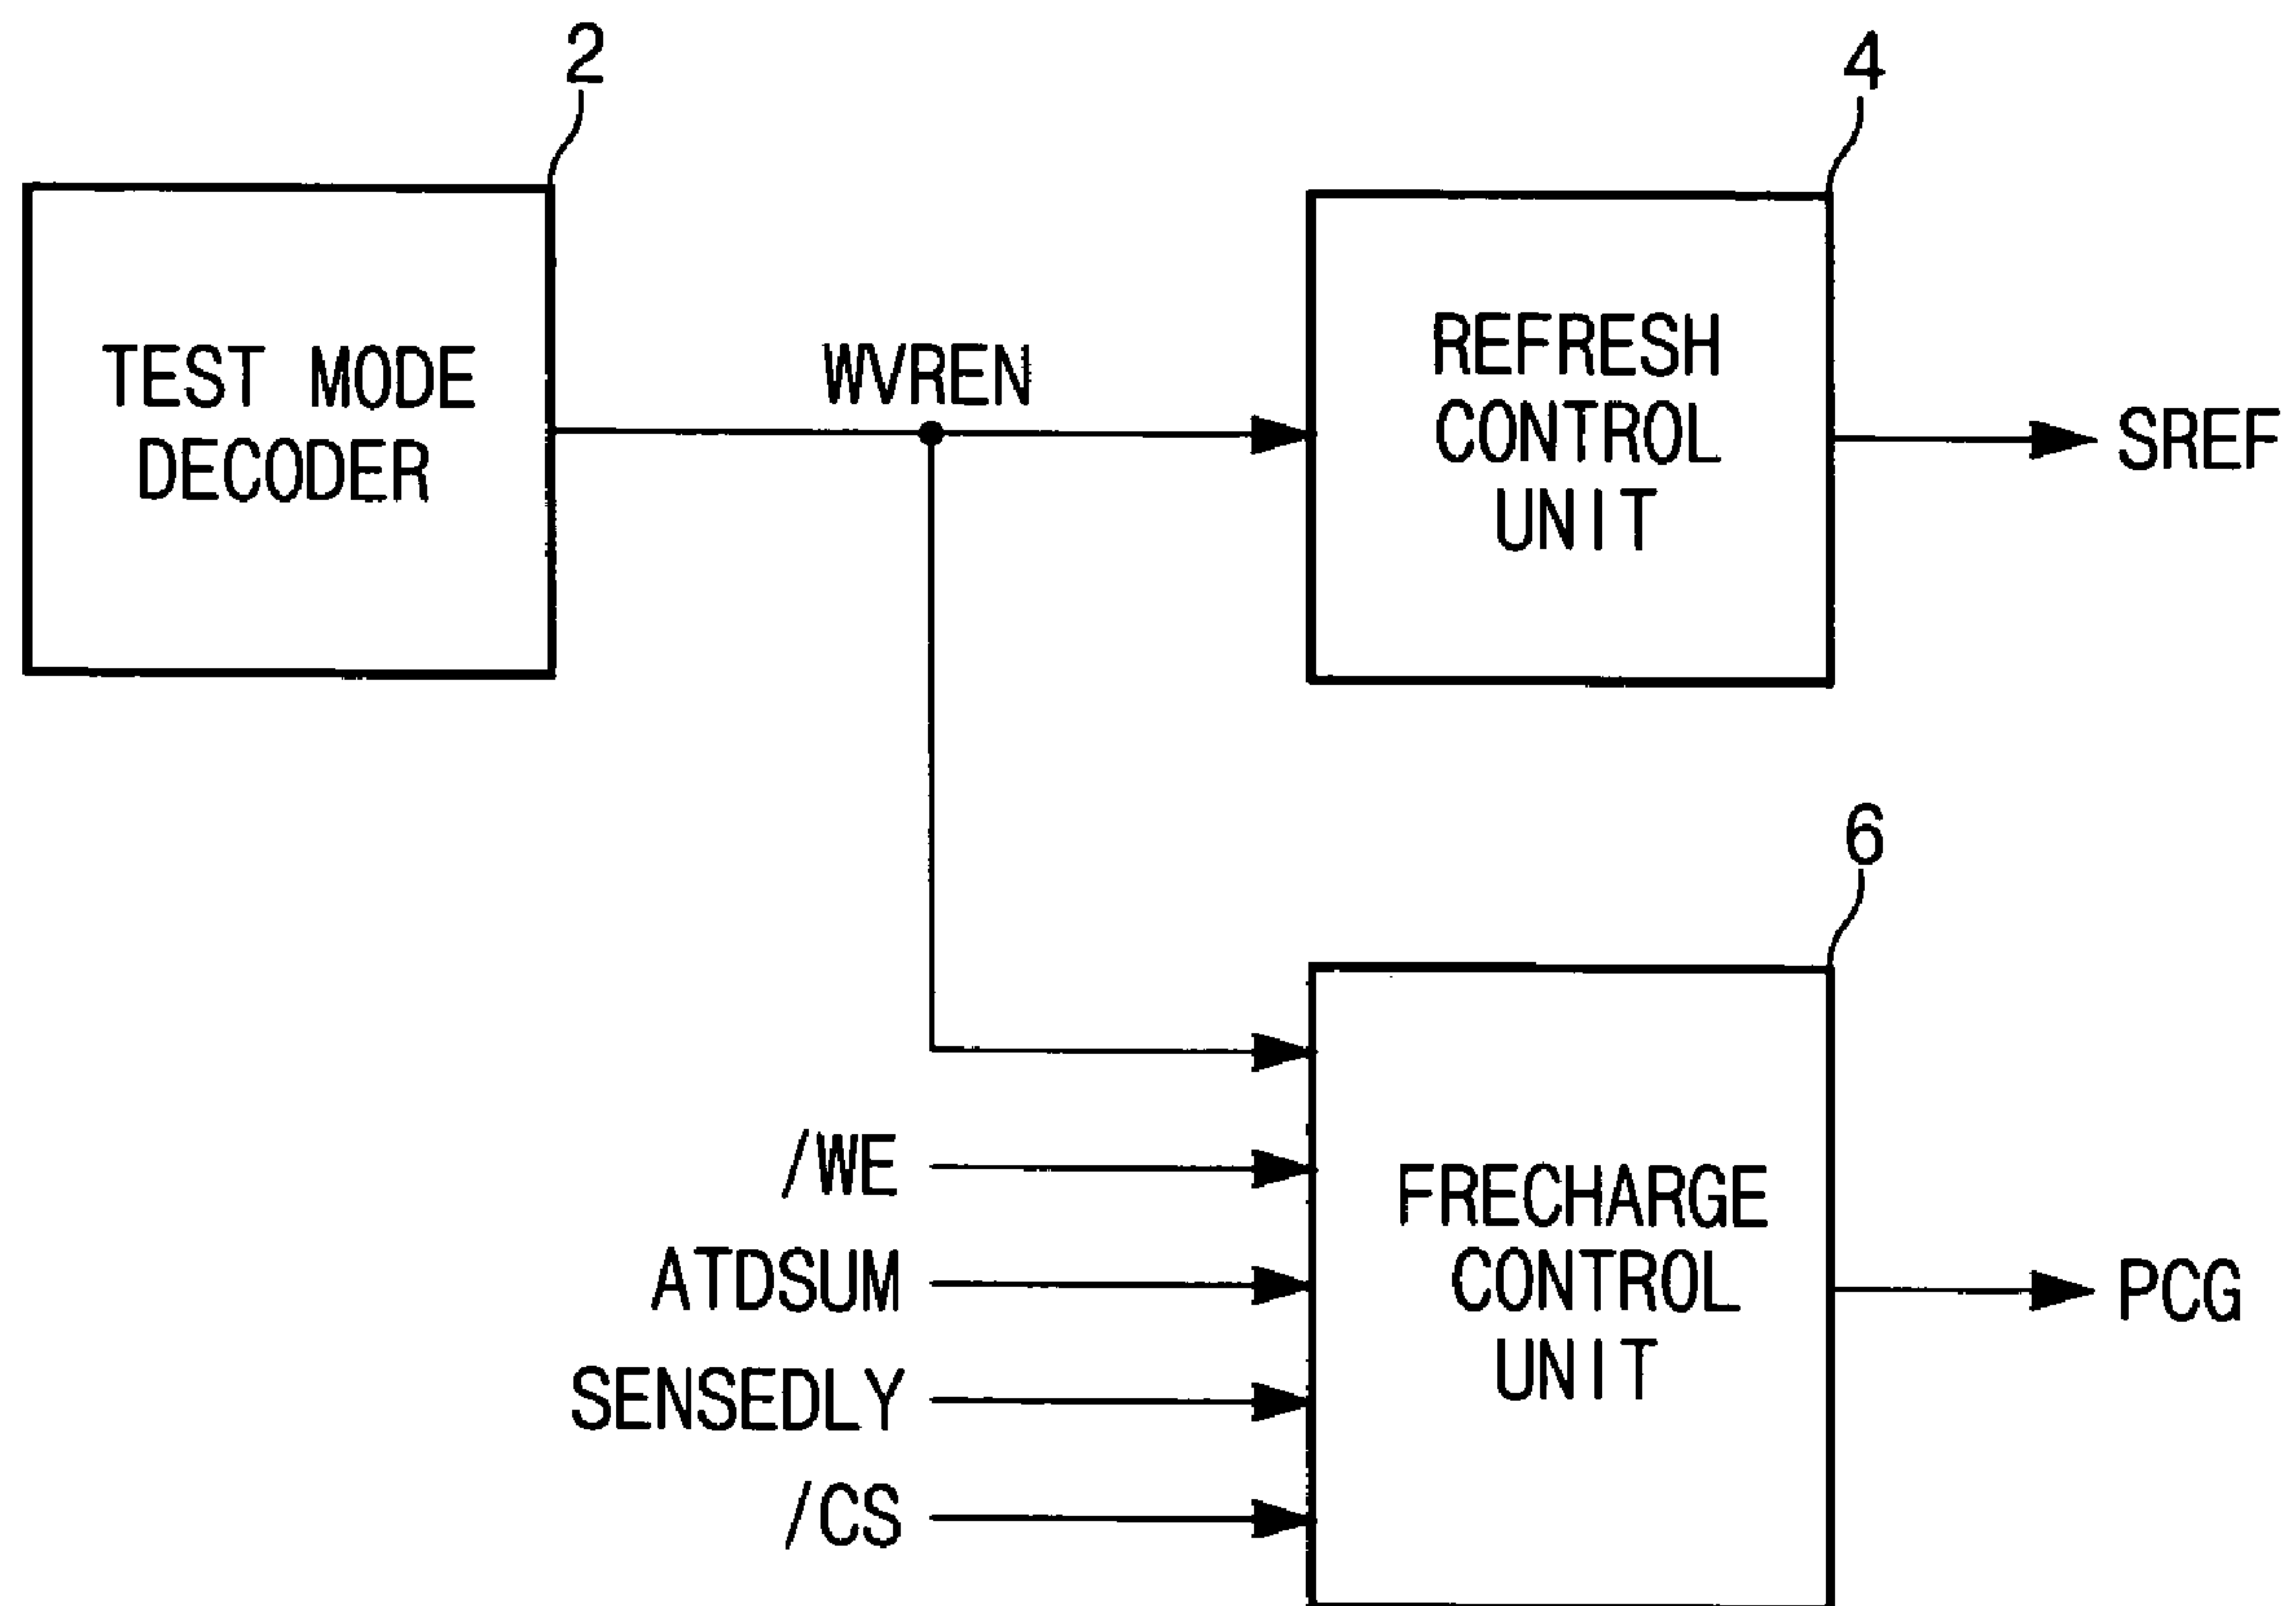 2
4
TEST MODE
DECODER
WVREN
REFRESH
CONTROL
UNIT
SREF
6
/WE
ATDSUM
SENSEDLY
/CS
FRECHARGE
CONTROL
UNIT
PCG